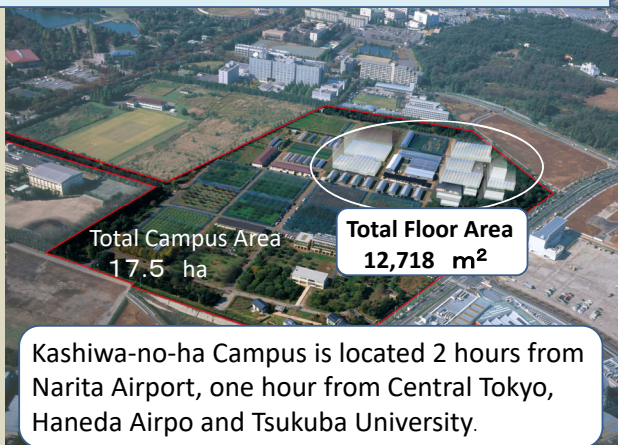 Total Campus Area
17.5 ha
Total Floor Area
12,718 m²
Kashiwa-no-ha Campus is located 2 hours from
Narita Airport, one hour from Central Tokyo,
Haneda Airpo and Tsukuba University.